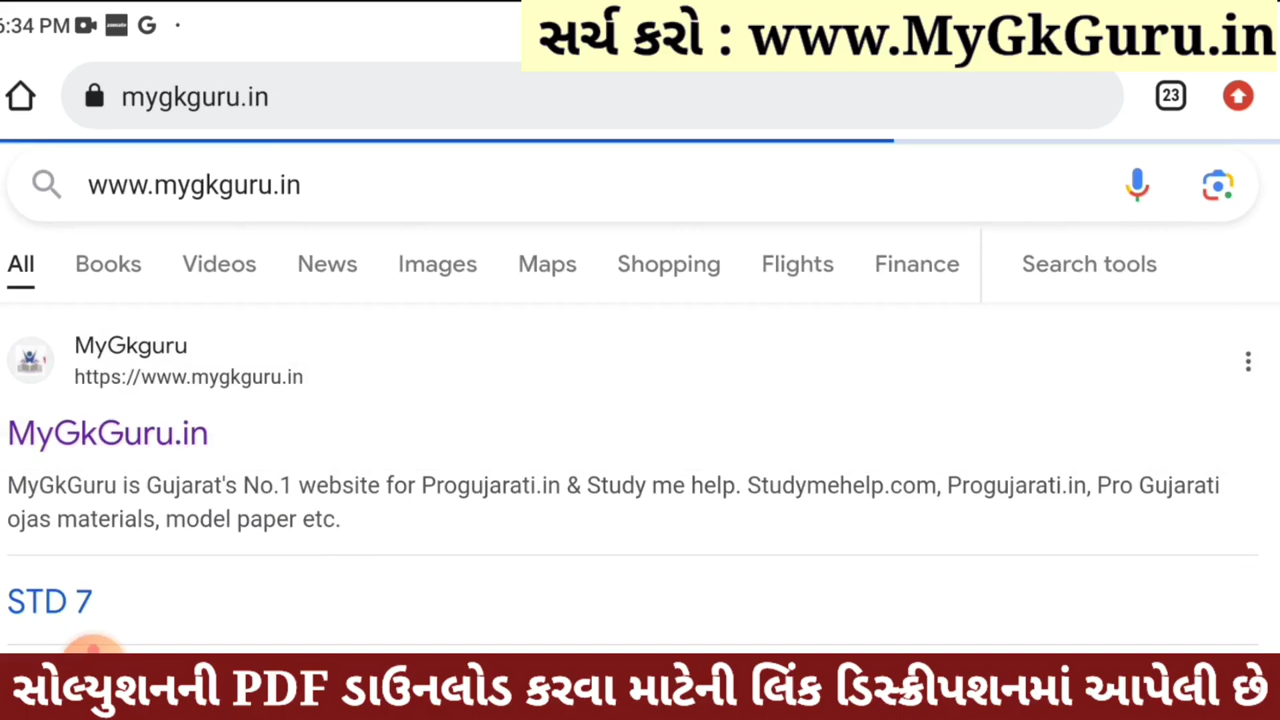 6:34 PM
સર્ચ કરો : www.MyGkGuru.in
mygkguru.in
23
www.mygkguru.in
All Books Videos News Images Maps Shopping Flights Finance Search tools
MyGkguru
https://www.mygkguru.in
MyGkGuru.in
MyGkGuru is Gujarat's No.1 website for Progujarati.in & Study me help. Studymehelp.com, Progujarati.in, Pro Gujarati
ojas materials, model paper etc.
STD 7
સોલ્યુશનની PDF ડાઉનલોડ કરવા માટેની લિંક ડિસ્ક્રીપશનમાં આપેલી છે